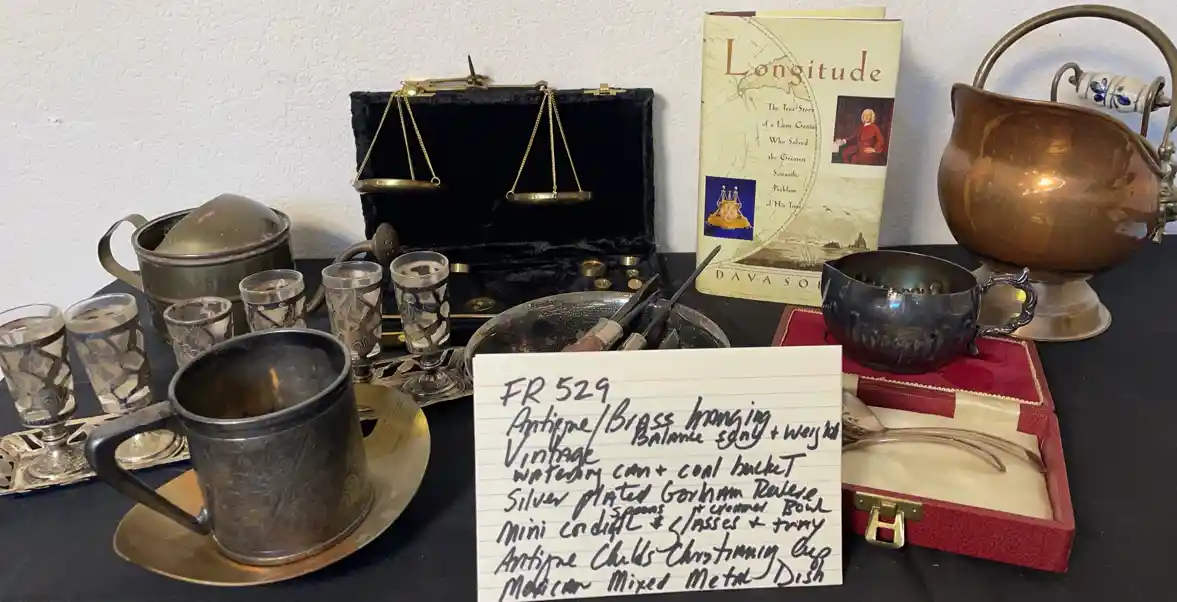 Longitude
The True Story
of a Lone Genius
Who Solved
the Greatest
Scientific
Problem
of His Time
DAVA SO
FR 529
Antique/Brass hanging
Balance scale + weight
Vintage
watering can + coal bucket
Silver plated Gorham Revere
spoons + creamer Bowl
Mini cordial glasses + tray
Antique Childs Christening Cup
Mexican Mixed Metal Dish